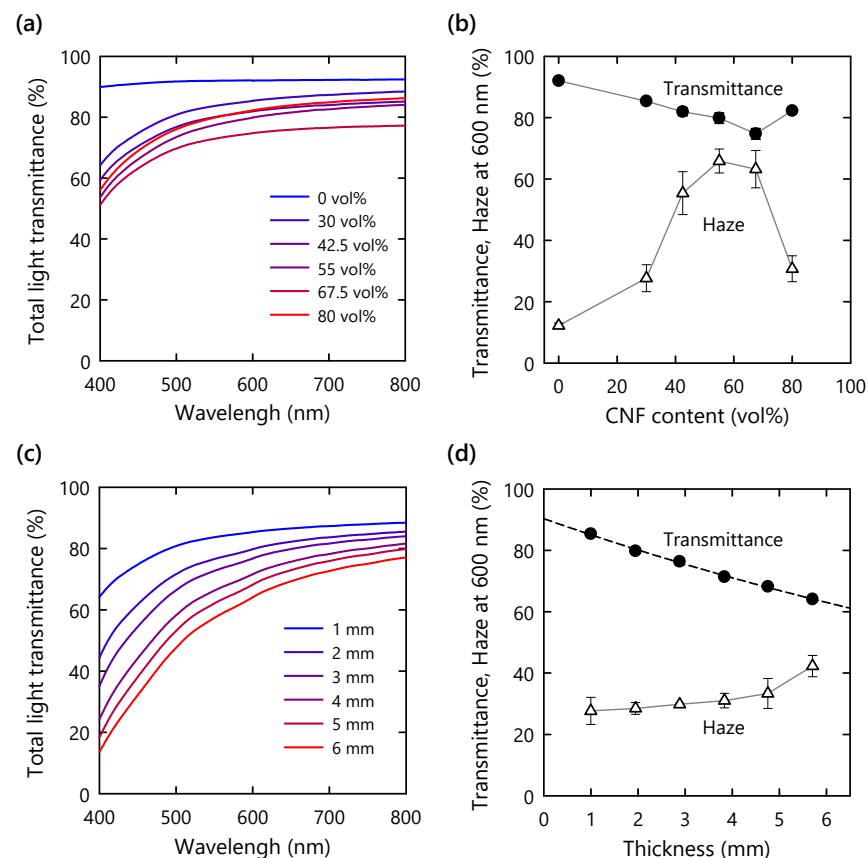 (a)
Total light transmittance (%)
100
80
60
40
20
0
0 vol%
30 vol%
42.5 vol%
55 vol%
67.5 vol%
80 vol%
400 500 600 700 800
Wavelengh (nm)
(b)
Transmittance, Haze at 600 nm (%)
100
80
60
40
20
0
Transmittance
Haze
0 20 40 60 80 100
CNF content (vol%)
(c)
Total light transmittance (%)
100
80
60
40
20
0
1 mm
2 mm
3 mm
4 mm
5 mm
6 mm
400 500 600 700 800
Wavelengh (nm)
(d)
Transmittance, Haze at 600 nm (%)
100
80
60
40
20
0
Transmittance
Haze
0 1 2 3 4 5 6
Thickness (mm)